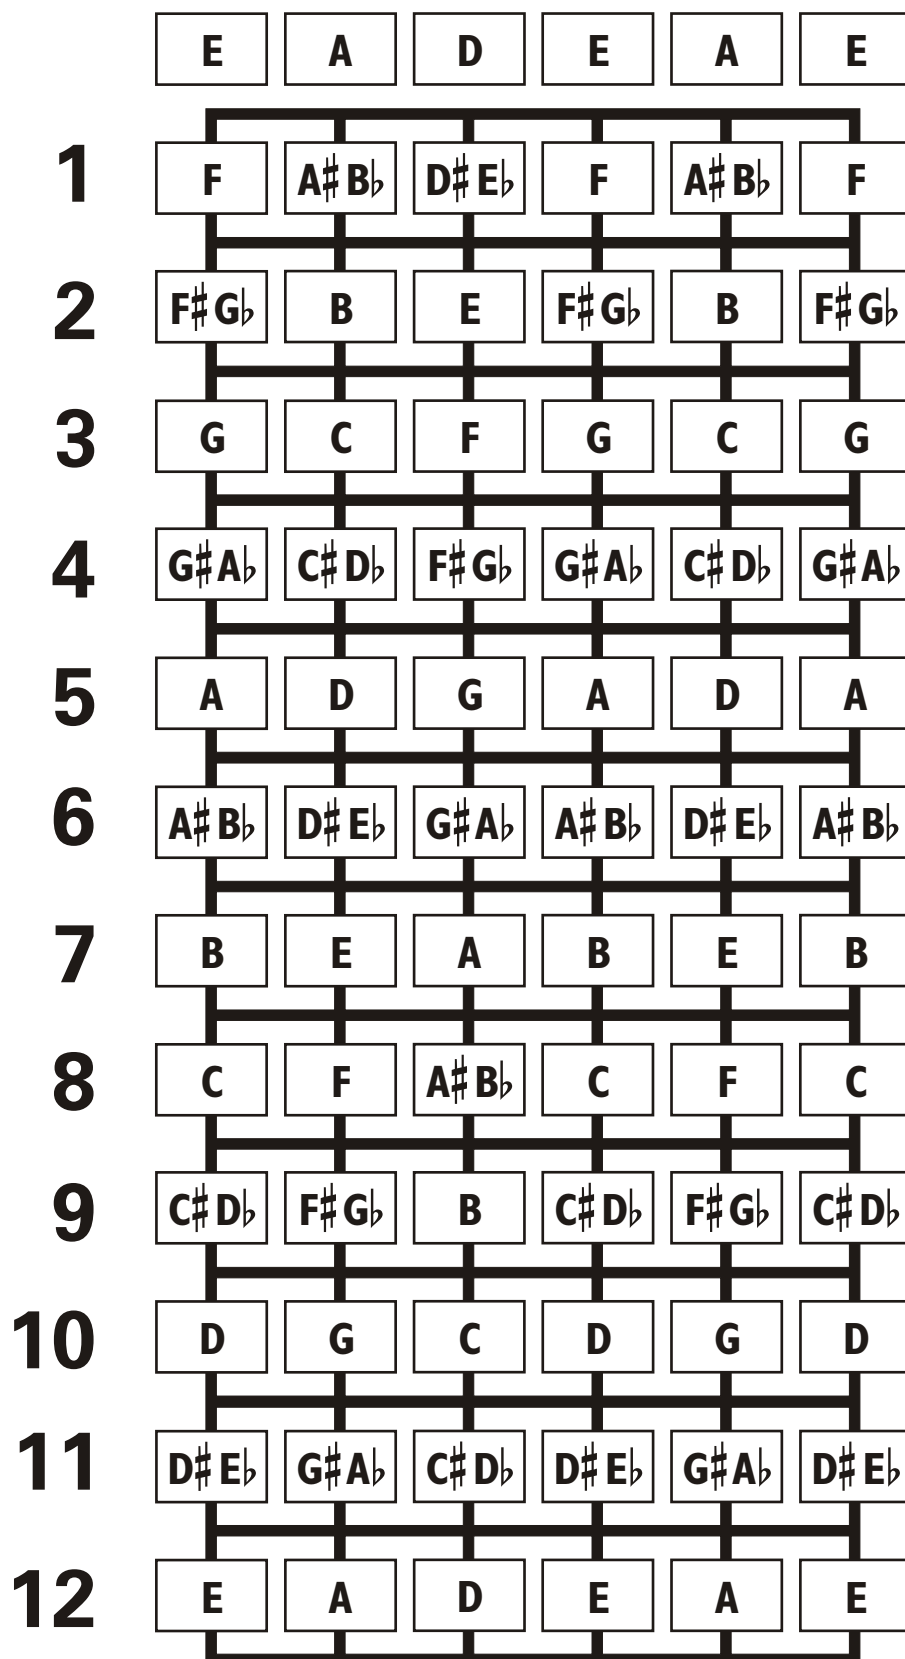 E A D E A E
1 F A♯B♭ D♯E♭ F A♯B♭ F
2 F♯G♭ B E F♯G♭ B F♯G♭
3 G C F G C G
4 G♯A♭ C♯D♭ F♯G♭ G♯A♭ C♯D♭ G♯A♭
5 A D G A D A
6 A♯B♭ D♯E♭ G♯A♭ A♯B♭ D♯E♭ A♯B♭
7 B E A B E B
8 C F A♯B♭ C F C
9 C♯D♭ F♯G♭ B C♯D♭ F♯G♭ C♯D♭
10 D G C D G D
11 D♯E♭ G♯A♭ C♯D♭ D♯E♭ G♯A♭ D♯E♭
12 E A D E A E